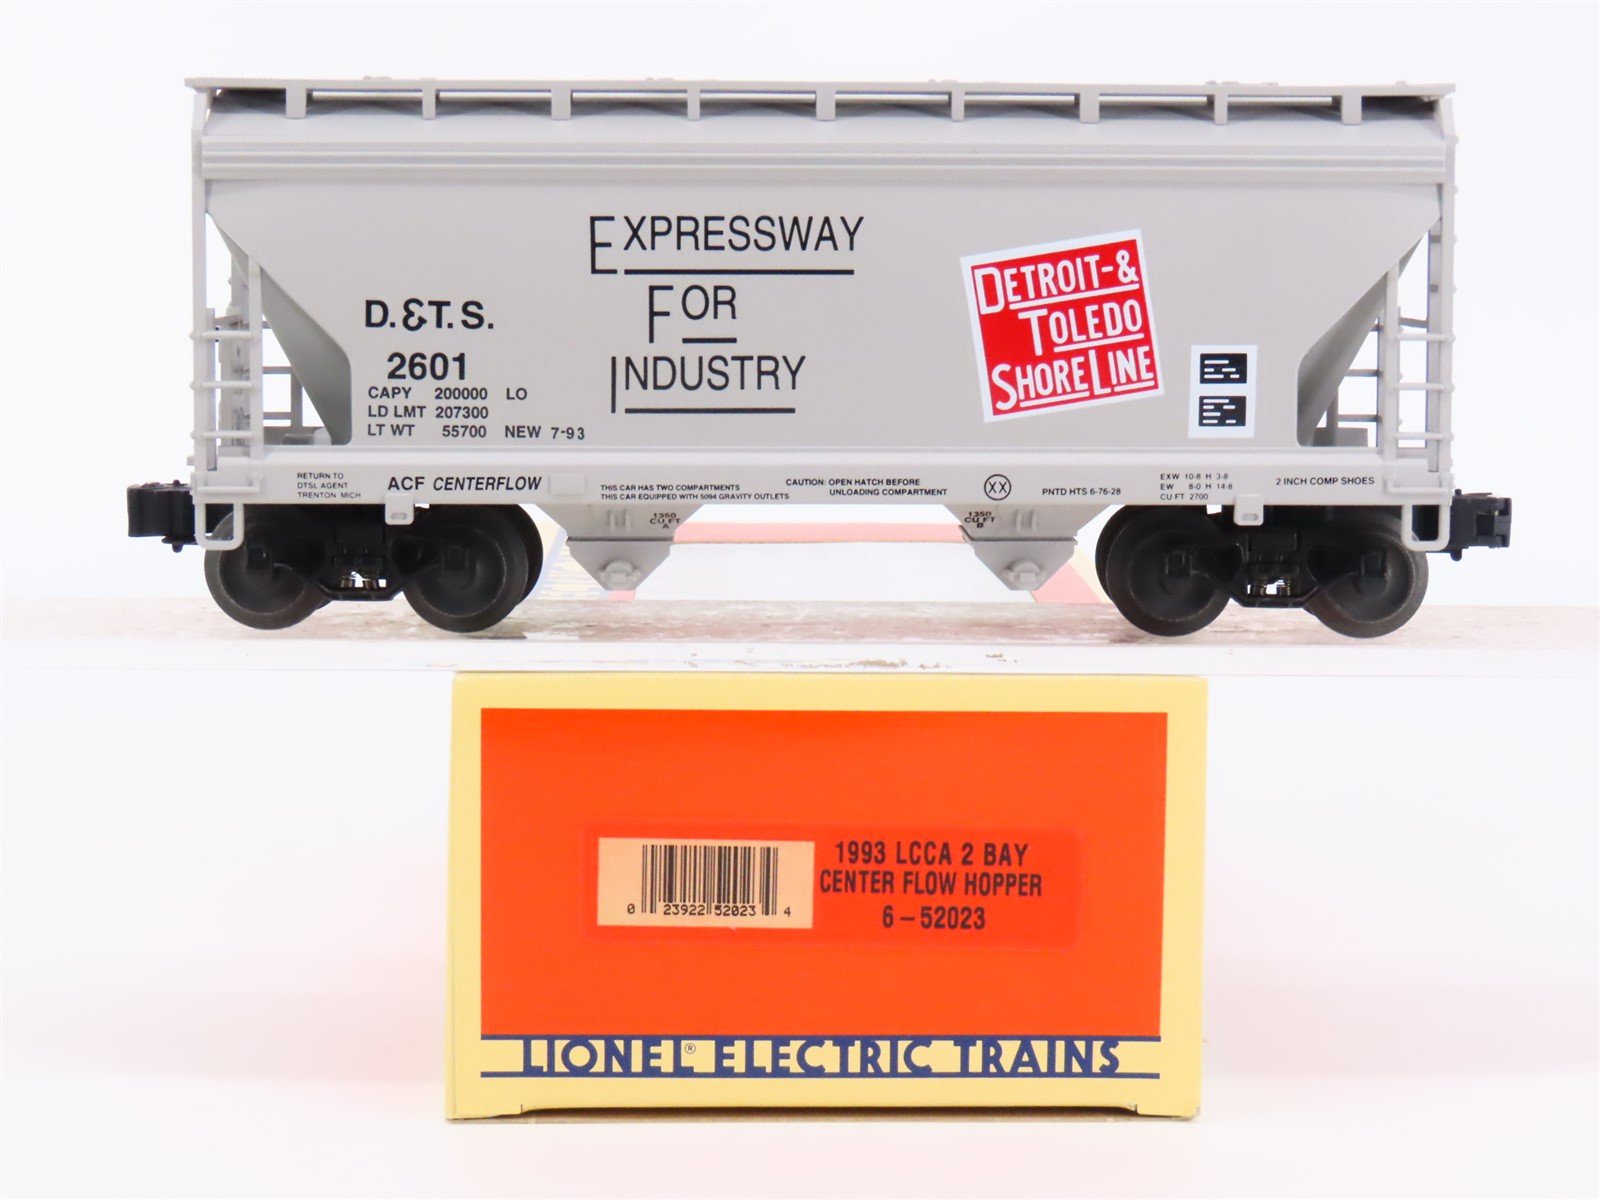 EXPRESSWAY
FOR
INDUSTRY
D.&T.S.
2601
CAPY 200000 LO
LD LMT 207300
LT WT 55700 NEW 7-93
DETROIT-&
TOLEDO
SHORE LINE
RETURN TO
DTSL AGENT
TRENTON MICH
ACF CENTERFLOW
THIS CAR HAS TWO COMPARTMENTS
THIS CAR EQUIPPED WITH 5094 GRAVITY OUTLETS
CAUTION: OPEN HATCH BEFORE
UNLOADING COMPARTMENT
XX
PNTD HTS 6-76-28
EXW 10-8 H 3-8
EW 8-0 H 14-8
CU FT 2700
2 INCH COMP SHOES
1350
CU FT
A
1350
CU FT
B
1993 LCCA 2 BAY
CENTER FLOW HOPPER
6-52023
0 23922 52023 4
LIONEL® ELECTRIC TRAINS